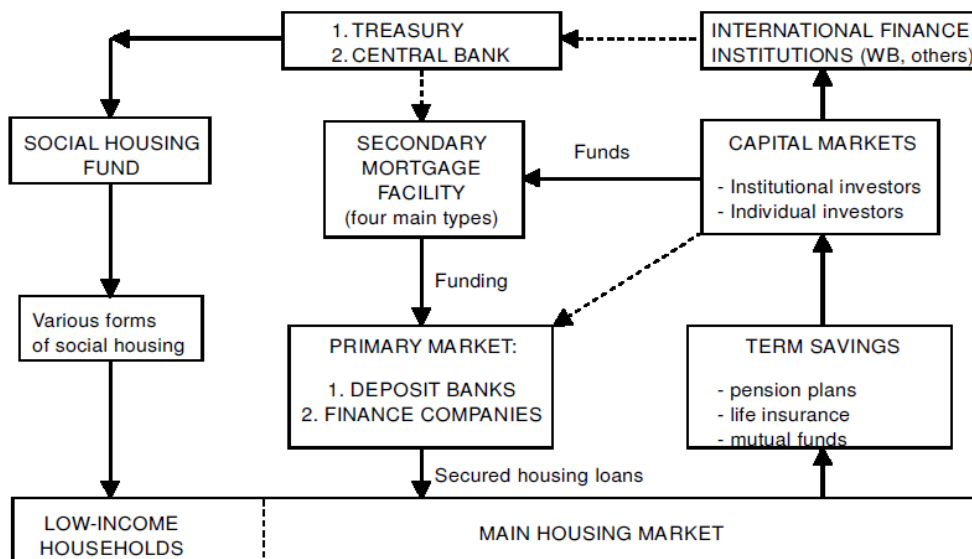 1. TREASURY
2. CENTRAL BANK
INTERNATIONAL FINANCE
INSTITUTIONS (WB, others)
SOCIAL HOUSING
FUND
SECONDARY
MORTGAGE
FACILITY
(four main types)
Funds
CAPITAL MARKETS
- Institutional investors
- Individual investors
Funding
Various forms
of social housing
PRIMARY MARKET:
1. DEPOSIT BANKS
2. FINANCE COMPANIES
TERM SAVINGS
- pension plans
- life insurance
- mutual funds
Secured housing loans
LOW-INCOME
HOUSEHOLDS
MAIN HOUSING MARKET